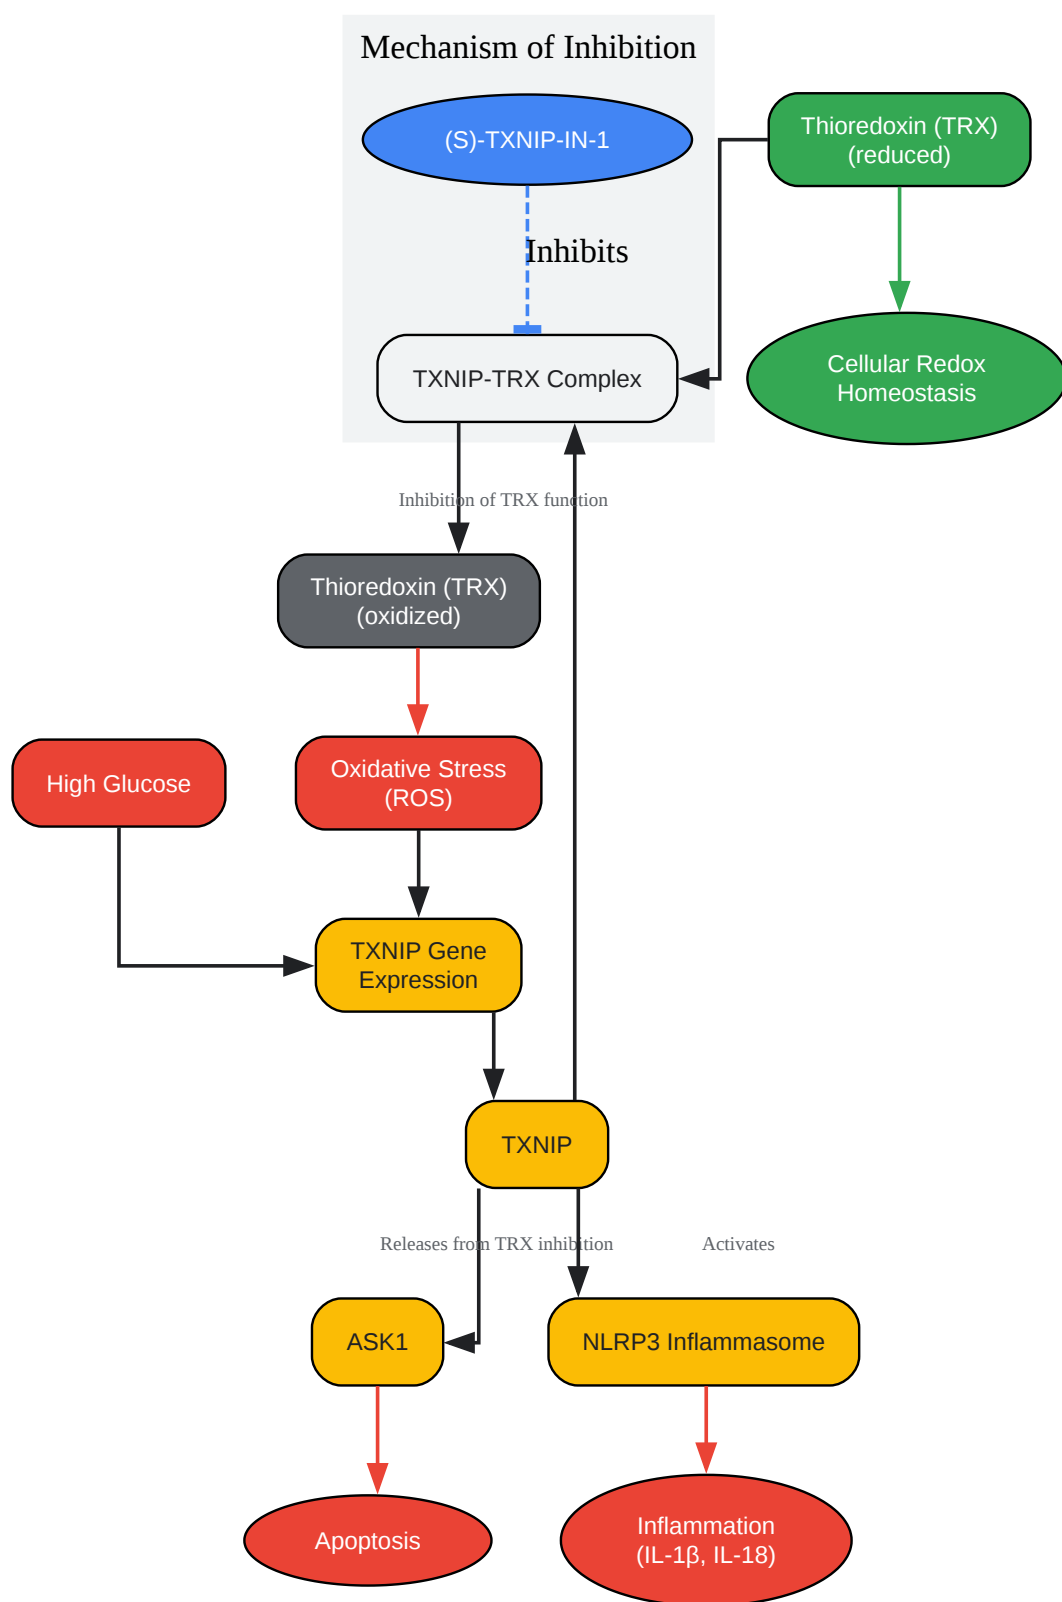 Mechanism of Inhibition
(S)-TXNIP-IN-1
Thioredoxin (TRX)
(reduced)
Inhibits
TXNIP-TRX Complex
Cellular Redox
Homeostasis
Inhibition of TRX function
Thioredoxin (TRX)
(oxidized)
High Glucose
Oxidative Stress
(ROS)
TXNIP Gene
Expression
TXNIP
Releases from TRX inhibition
Activates
ASK1
NLRP3 Inflammasome
Apoptosis
Inflammation
(IL-1β, IL-18)